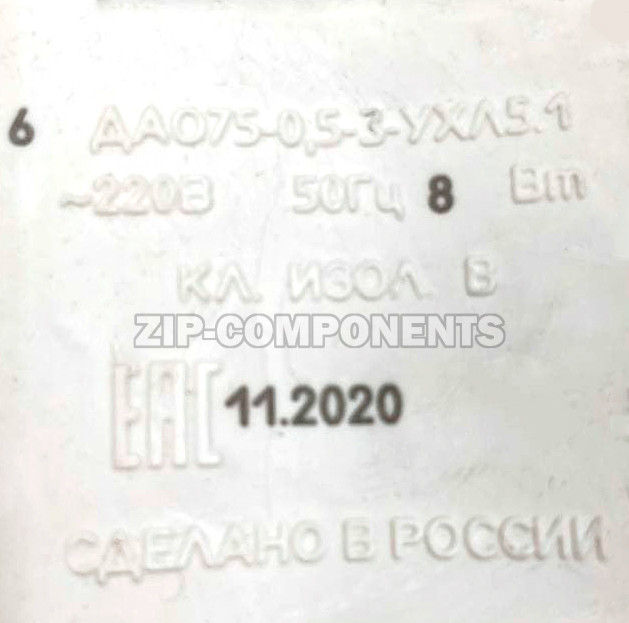 6 ДАО75-0,5-3-УХЛ5.1
~220В 50Гц 8 Вт
КЛ. ИЗОЛ. В
ZIP-COMPONENTS
ЕАС 11.2020
СДЕЛАНО В РОССИИ